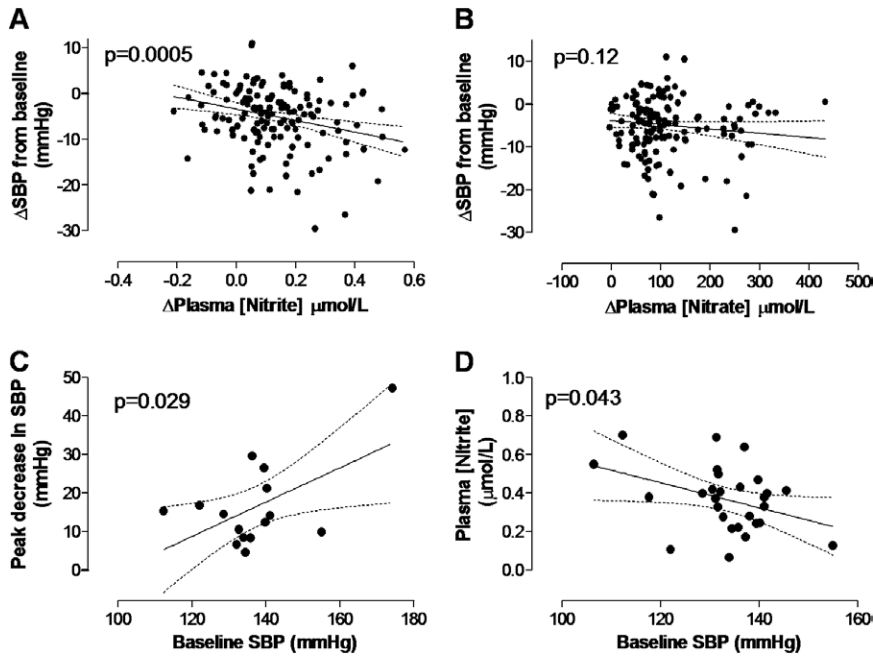 A
p=0.0005
10
0
-10
-20
-30
ΔSBP from baseline
(mmHg)
-0.4 -0.2 0.0 0.2 0.4 0.6
ΔPlasma [Nitrite] μmol/L
B
p=0.12
10
0
-10
-20
-30
ΔSBP from baseline
(mmHg)
-100 0 100 200 300 400 500
ΔPlasma [Nitrate] μmol/L
C
p=0.029
50
40
30
20
10
0
Peak decrease in SBP
(mmHg)
100 120 140 160 180
Baseline SBP (mmHg)
D
p=0.043
1.0
0.8
0.6
0.4
0.2
0.0
Plasma [Nitrite]
(μmol/L)
100 120 140 160
Baseline SBP (mmHg)